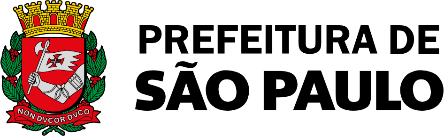 PREFEITURA DE
SÃO PAULO
NON DVCOR DVCO